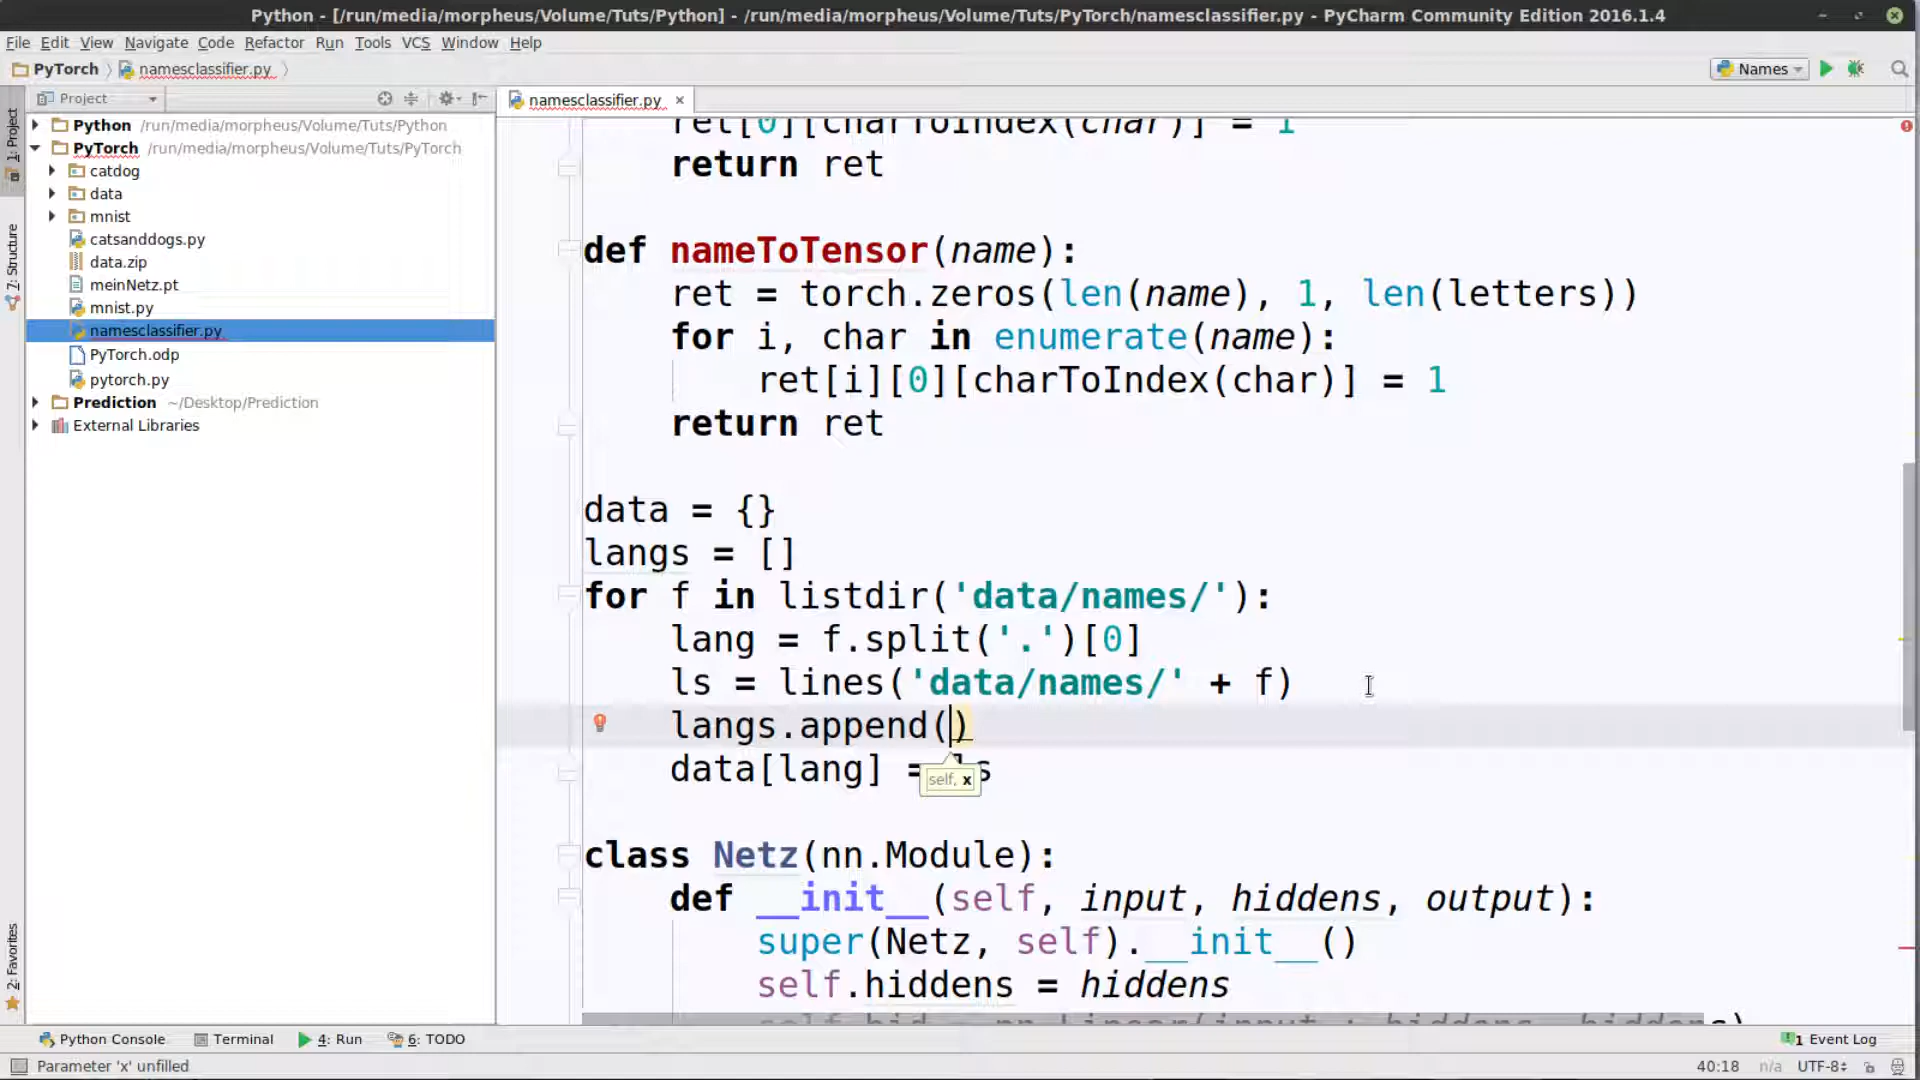 Python - [/run/media/morpheus/Volume/Tuts/Python] - /run/media/morpheus/Volume/Tuts/PyTorch/namesclassifier.py - PyCharm Community Edition 2016.1.4
File Edit View Navigate Code Refactor Run Tools VCS Window Help
PyTorch namesclassifier.py
Names
Project
namesclassifier.py
1: Project
7: Structure
2: Favorites
Python /run/media/morpheus/Volume/Tuts/Python
PyTorch /run/media/morpheus/Volume/Tuts/PyTorch
catdog
data
mnist
catsanddogs.py
data.zip
meinNetz.pt
mnist.py
namesclassifier.py
PyTorch.odp
pytorch.py
Prediction ~/Desktop/Prediction
External Libraries
ret[0][charToIndex(char)] = 1
return ret
def nameToTensor(name):
ret = torch.zeros(len(name), 1, len(letters))
for i, char in enumerate(name):
ret[i][0][charToIndex(char)] = 1
return ret
data = {}
langs = []
for f in listdir('data/names/'):
lang = f.split('.')[0]
ls = lines('data/names/' + f)
langs.append()
data[lang] = ls
self, x
class Netz(nn.Module):
def __init__(self, input, hiddens, output):
super(Netz, self).__init__()
self.hiddens = hiddens
Python Console Terminal 4: Run 6: TODO 1 Event Log
Parameter 'x' unfilled 40:18 n/a UTF-8